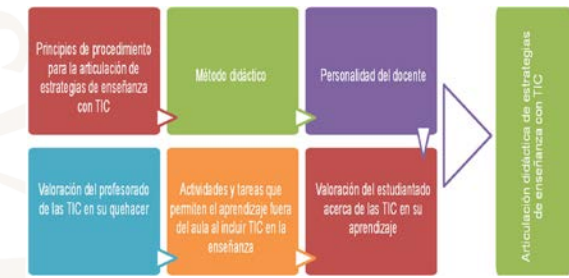 Principios de procedimiento
para la articulación de
estrategias de enseñanza
con TIC
Método didáctico
Personalidad del docente
Valoración del profesorado
de las TIC en su quehacer
Actividades y tareas que
permiten el aprendizaje fuera
del aula al incluir TIC en la
enseñanza
Valoración del estudiantado
acerca de las TIC en su
aprendizaje
Articulación didáctica de estrategias
de enseñanza con TIC